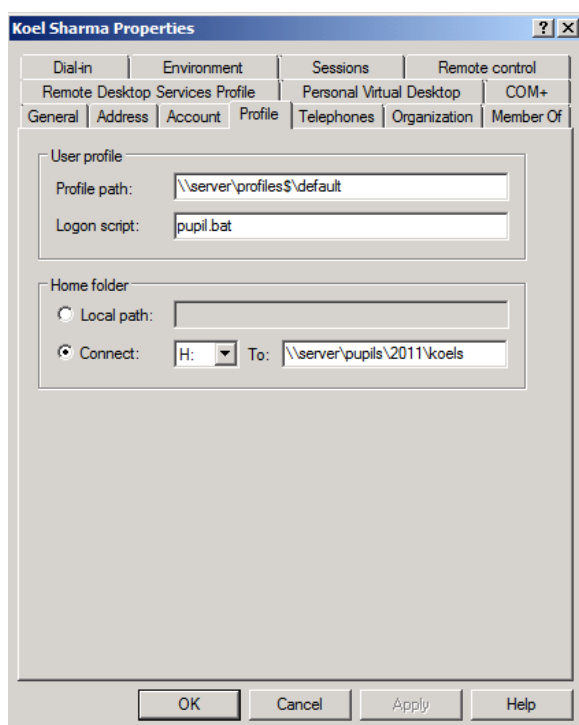 Koel Sharma Properties ? X
Dial-in Environment Sessions Remote control
Remote Desktop Services Profile Personal Virtual Desktop COM+
General Address Account Profile Telephones Organization Member Of
User profile
Profile path: \\server\profiles$\default
Logon script: pupil.bat
Home folder
Local path:
Connect: H: To: \\server\pupils\2011\koels
OK Cancel Apply Help